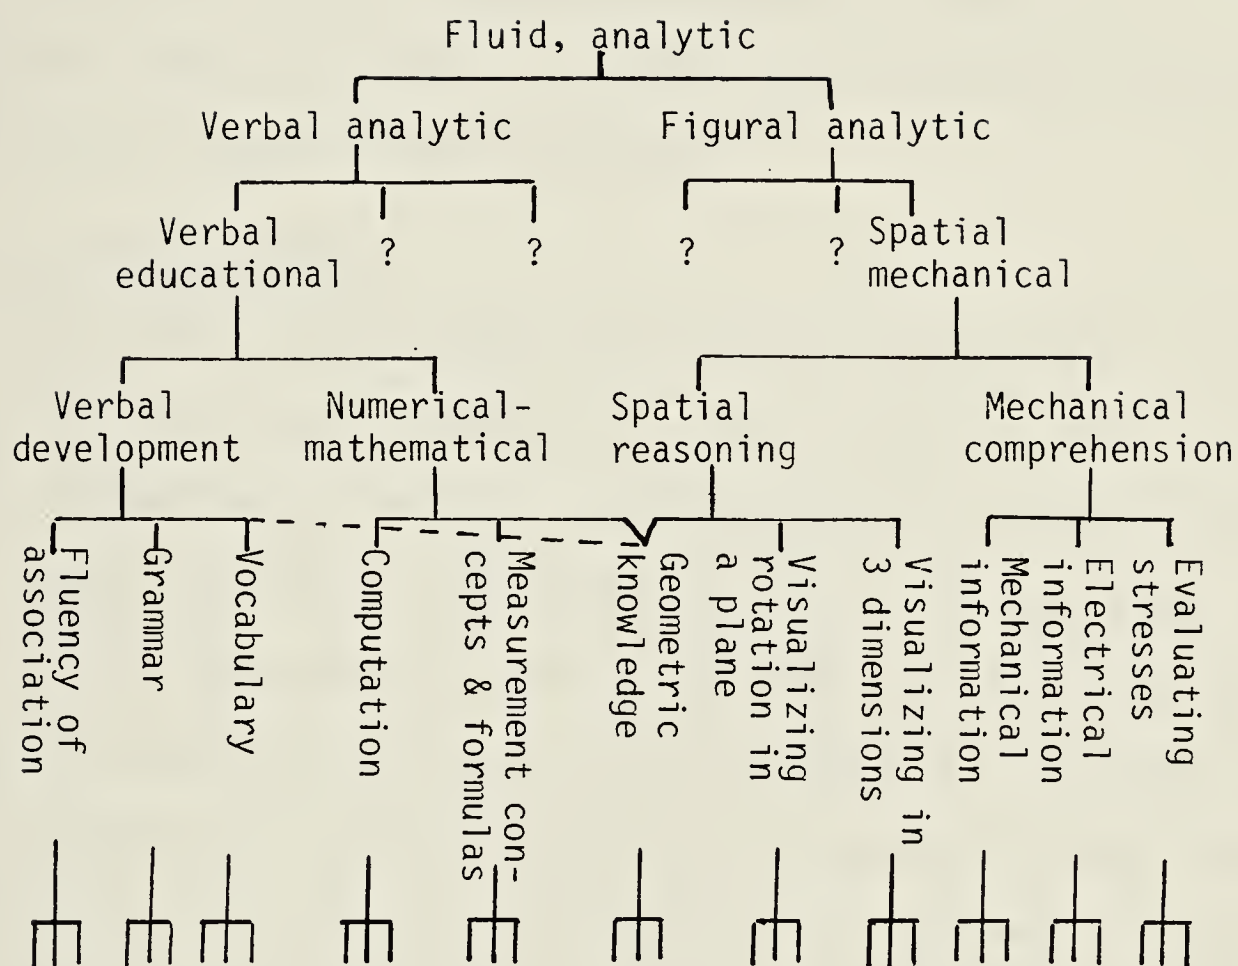 Fluid, analytic
Verbal analytic
Figural analytic
Verbal
educational
?
?
?
?
Spatial
mechanical
Verbal
development
Numerical-
mathematical
Spatial
reasoning
Mechanical
comprehension
Fluency of
association
Grammar
Vocabulary
Computation
Measurement con-
cepts & formulas
Geometric
knowledge
Visualizing
rotation in
a plane
Visualizing in
3 dimensions
Mechanical
information
Electrical
information
Evaluating
stresses